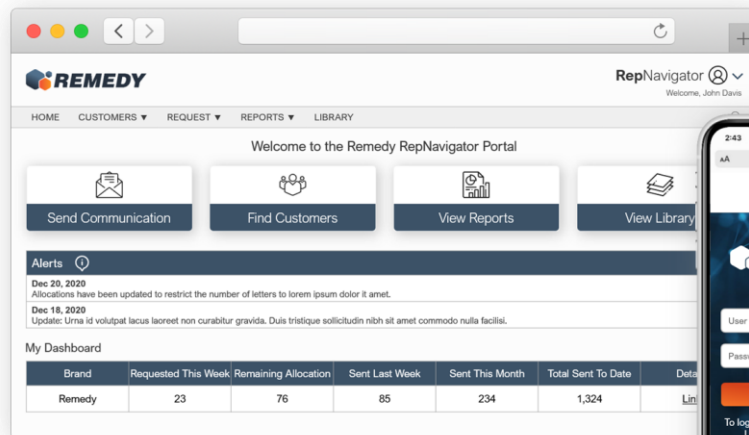 REMEDY
RepNavigator
Welcome, John Davis
HOME CUSTOMERS ▼ REQUEST ▼ REPORTS ▼ LIBRARY
Welcome to the Remedy RepNavigator Portal
Send Communication Find Customers View Reports View Library
Alerts
Dec 20, 2020
Allocations have been updated to restrict the number of letters to lorem ipsum dolor it amet.
Dec 18, 2020
Update: Urna id volutpat lacus laoreet non curabitur gravida. Duis tristique sollicitudin nibh sit amet commodo nulla facilisi.
My Dashboard
Brand Requested This Week Remaining Allocation Sent Last Week Sent This Month Total Sent To Date
Remedy 23 76 85 234 1,324
2:43
AA
User
To